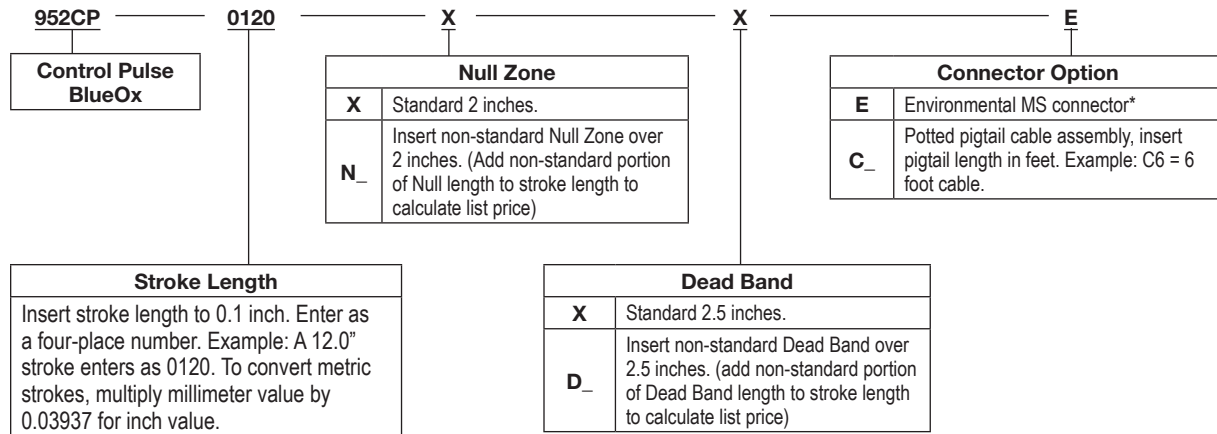 952CP 0120 X X E
Control Pulse
BlueOx
Null Zone
X Standard 2 inches.
N_ Insert non-standard Null Zone over
2 inches. (Add non-standard portion
of Null length to stroke length to
calculate list price)
Connector Option
E Environmental MS connector*
C_ Potted pigtail cable assembly, insert
pigtail length in feet. Example: C6 = 6
foot cable.
Stroke Length
Insert stroke length to 0.1 inch. Enter as
a four-place number. Example: A 12.0”
stroke enters as 0120. To convert metric
strokes, multiply millimeter value by
0.03937 for inch value.
Dead Band
X Standard 2.5 inches.
D_ Insert non-standard Dead Band over
2.5 inches. (add non-standard portion
of Dead Band length to stroke length
to calculate list price)